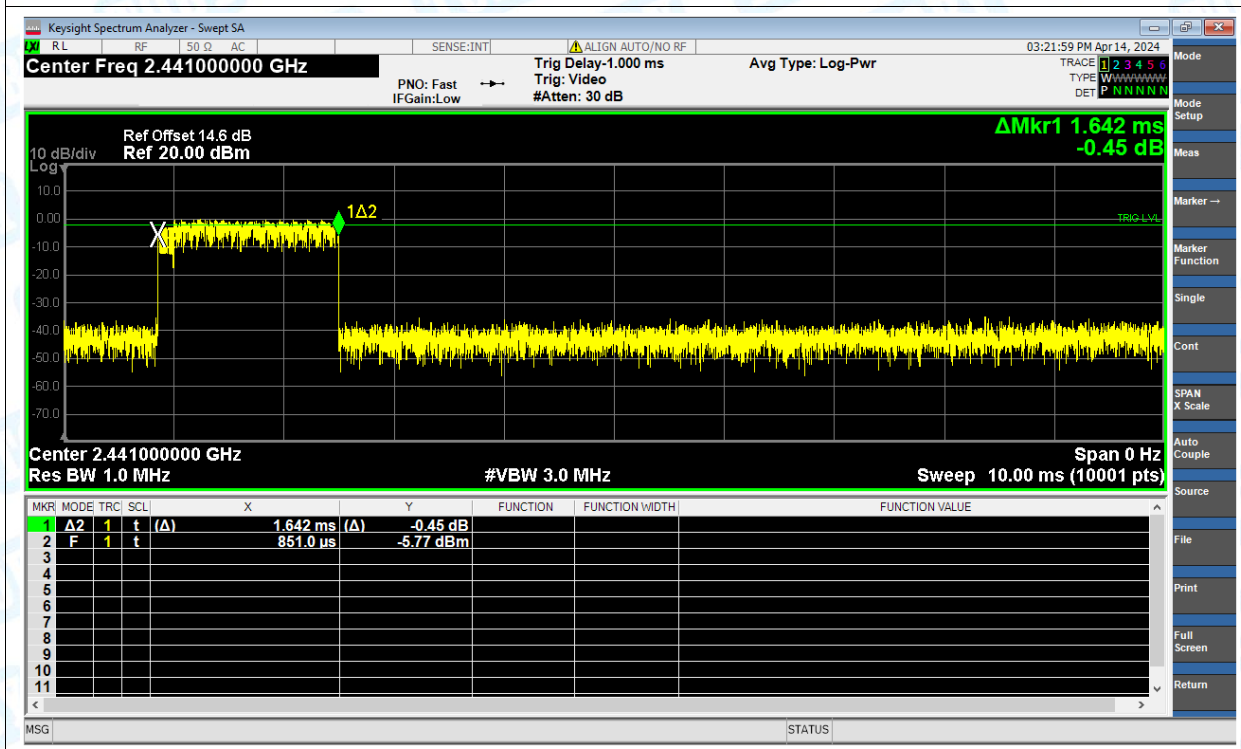 Keysight Spectrum Analyzer - Swept SA
LXI RL RF 50 Ω AC SENSE:INT ALIGN AUTO/NO RF 03:21:59 PM Apr 14, 2024
Center Freq 2.441000000 GHz
PNO: Fast
IFGain:Low
Trig Delay-1.000 ms
Trig: Video
#Atten: 30 dB
Avg Type: Log-Pwr
TRACE 1 2 3 4 5 6
TYPE WWWWWW
DET P N N N N N
ΔMkr1 1.642 ms
-0.45 dB
Ref Offset 14.6 dB
10 dB/div Ref 20.00 dBm
Log
10.0
0.00
-10.0
-20.0
-30.0
-40.0
-50.0
-60.0
-70.0
1Δ2
TRIG LVL
X
Center 2.441000000 GHz Span 0 Hz
Res BW 1.0 MHz #VBW 3.0 MHz Sweep 10.00 ms (10001 pts)
MKR MODE TRC SCL X Y FUNCTION FUNCTION WIDTH FUNCTION VALUE
1 Δ2 1 t (Δ) 1.642 ms (Δ) -0.45 dB
2 F 1 t 851.0 µs -5.77 dBm
3
4
5
6
7
8
9
10
11
MSG STATUS
Mode
Mode
Setup
Meas
Marker →
Marker
Function
Single
Cont
SPAN
X Scale
Auto
Couple
Source
File
Print
Full
Screen
Return